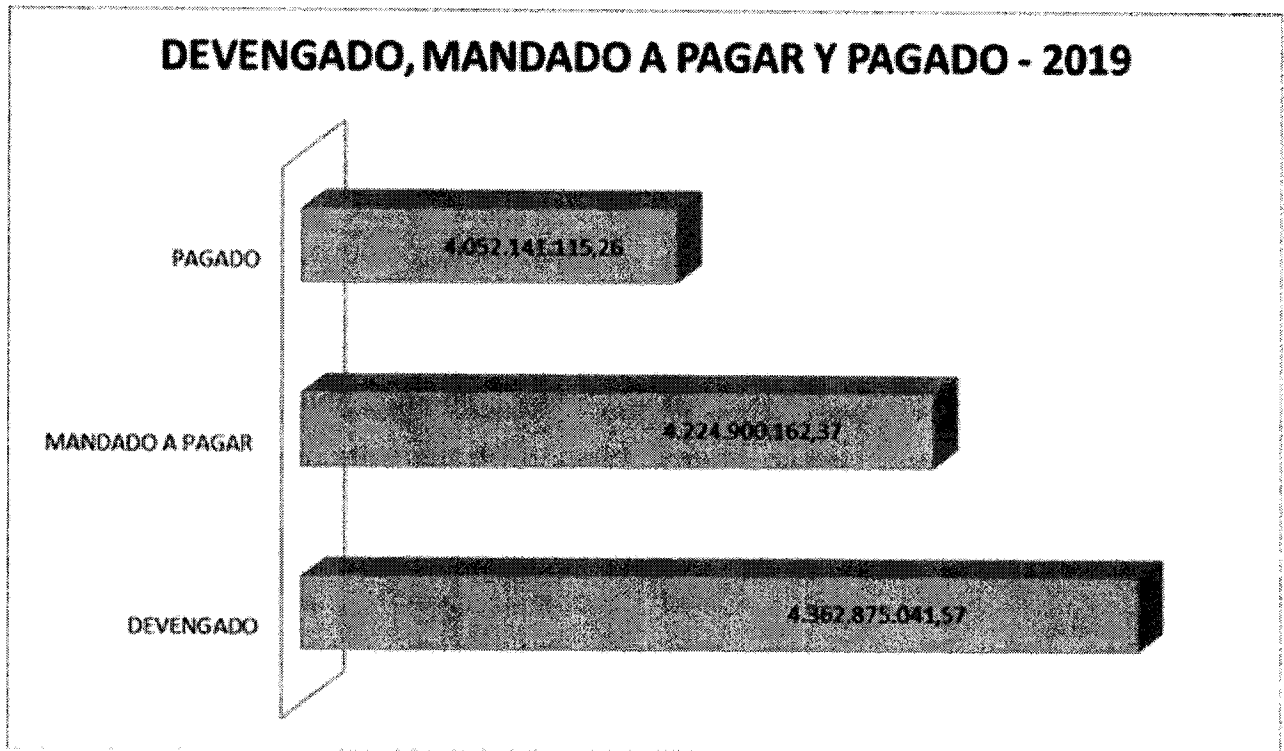 DEVENGADO, MANDADO A PAGAR Y PAGADO - 2019
PAGADO
4.052.141.115,26
MANDADO A PAGAR
4.224.900.162,37
DEVENGADO
4.362.875.041,57